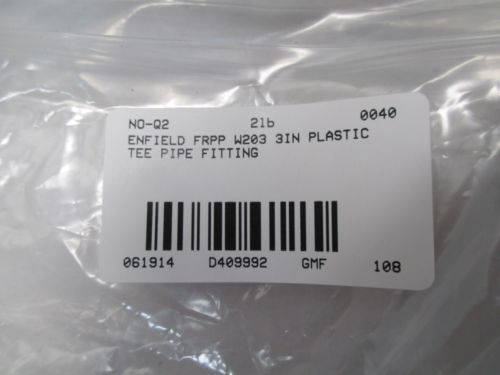 NO-Q2 2lb 0040
ENFIELD FRPP W203 3IN PLASTIC
TEE PIPE FITTING
061914 D409992 GMF 108